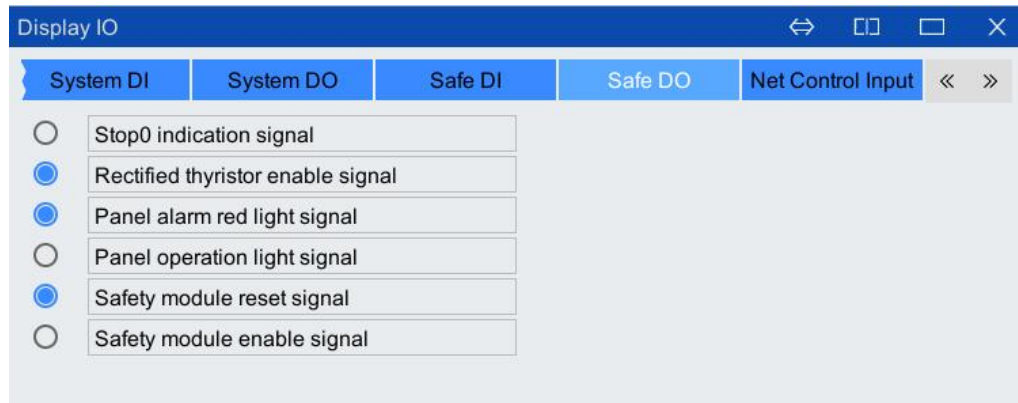 Display IO
System DI System DO Safe DI Safe DO Net Control Input
Stop0 indication signal
Rectified thyristor enable signal
Panel alarm red light signal
Panel operation light signal
Safety module reset signal
Safety module enable signal